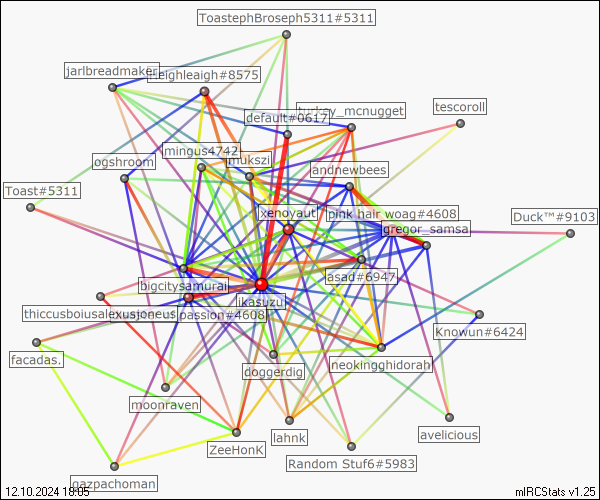 ToastephBroseph5311#5311
jarlbreadmaker
leighleigh#8575
turkey_mcnugget
default#0617
tescoroll
mingus4742
mukszi
ogshroom
andnewbees
Toast#5311
xenoyaut
pink hair woag#4608
Duck™#9103
gregor_samsa
asad#6947
bigcitysamurai
likasuzu
thiccusboiusalexusjoneus
passion#4608
Knowun#6424
facadas.
doggerdig
neokingghidorah
moonraven
avelicious
lahnk
ZeeHonK
Random Stuf6#5983
gazpachoman
12.10.2024 18:05
mIRCStats v1.25